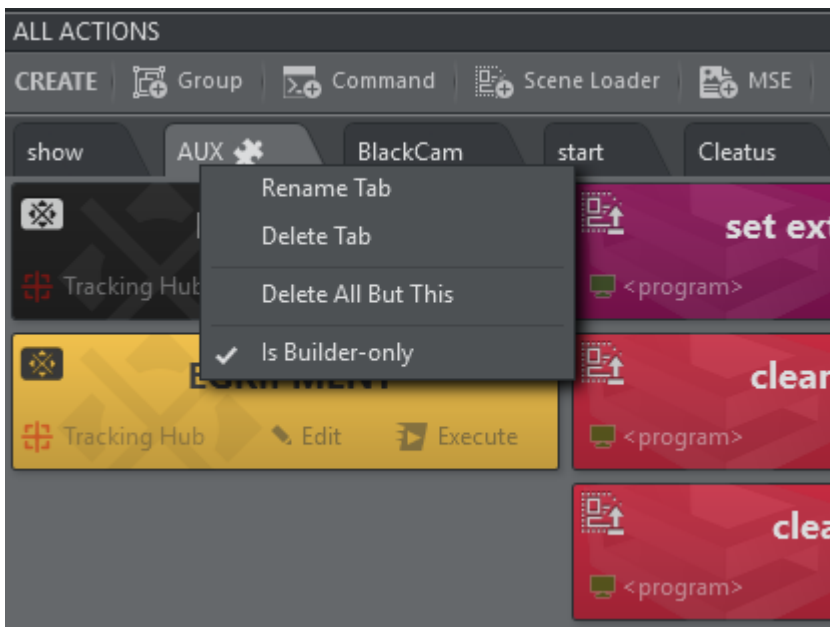 ALL ACTIONS
CREATE Group Command Scene Loader MSE
show AUX BlackCam start Cleatus
Rename Tab
Delete Tab
Delete All But This
Is Builder-only
Tracking Hub
set ext
<program>
EGRIPMENT
Tracking Hub Edit Execute
clear
<program>
clea
<program>